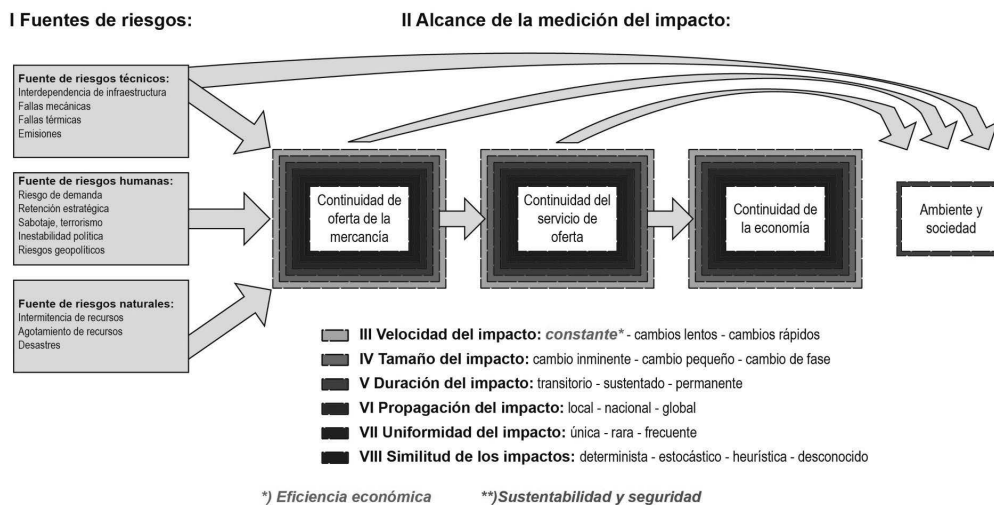 I Fuentes de riesgos:
II Alcance de la medición del impacto:
Fuente de riesgos técnicos:
Interdependencia de infraestructura
Fallas mecánicas
Fallas térmicas
Emisiones
Fuente de riesgos humanas:
Riesgo de demanda
Retención estratégica
Sabotaje, terrorismo
Inestabilidad política
Riesgos geopolíticos
Fuente de riesgos naturales:
Intermitencia de recursos
Agotamiento de recursos
Desastres
Continuidad de
oferta de la
mercancía
Continuidad del
servicio de
oferta
Continuidad de
la economía
Ambiente y
sociedad
III Velocidad del impacto: constante* - cambios lentos - cambios rápidos
IV Tamaño del impacto: cambio inminente - cambio pequeño - cambio de fase
V Duración del impacto: transitorio - sustentado - permanente
VI Propagación del impacto: local - nacional - global
VII Uniformidad del impacto: única - rara - frecuente
VIII Similitud de los impactos: determinista - estocástico - heurística - desconocido
*) Eficiencia económica **)Sustentabilidad y seguridad